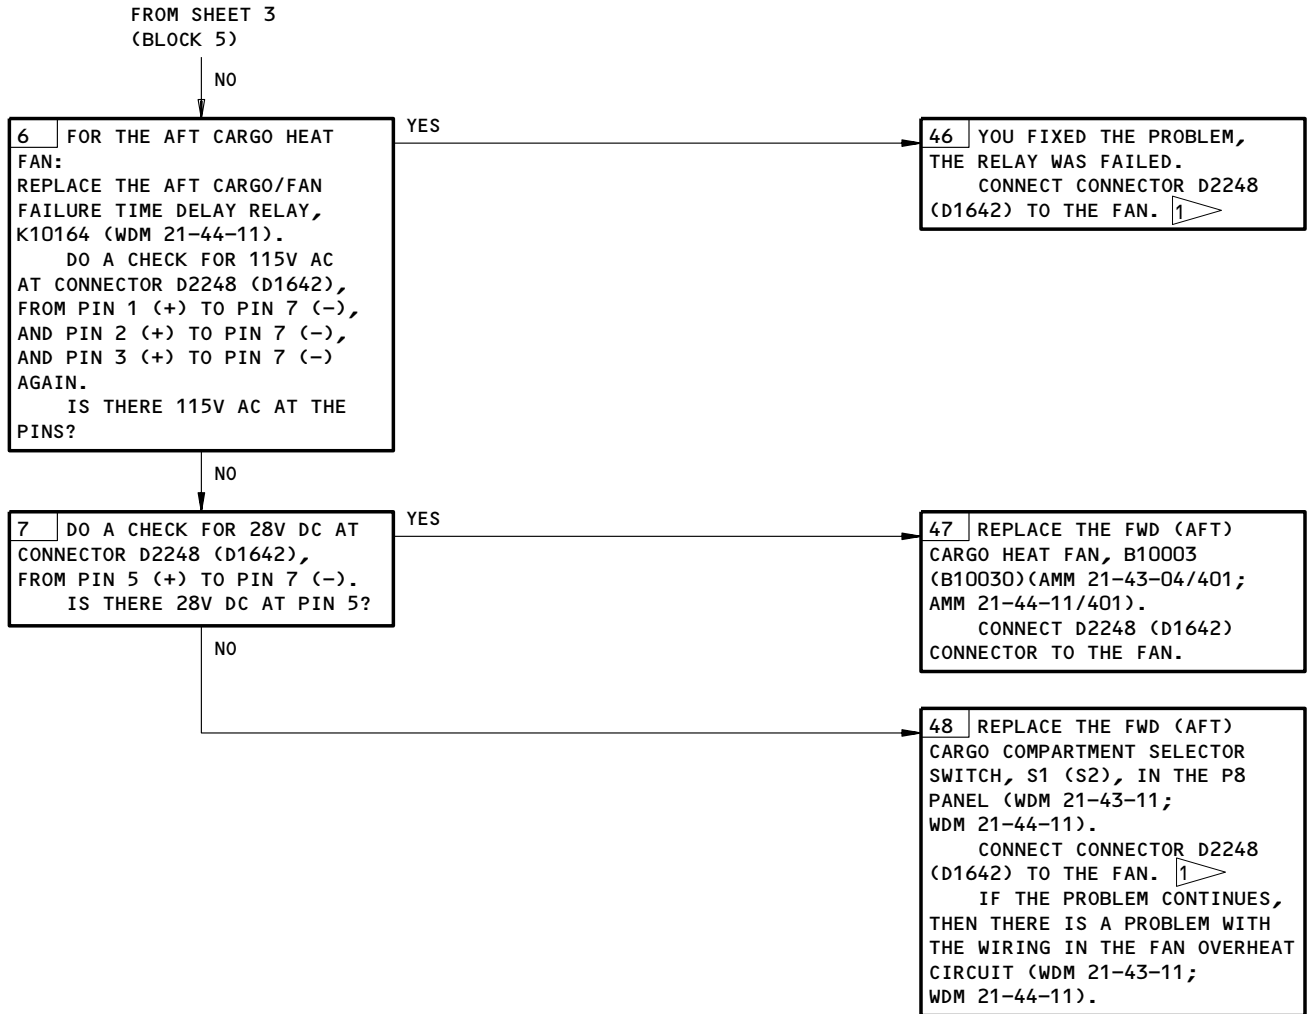 FROM SHEET 3
(BLOCK 5)
NO
6 FOR THE AFT CARGO HEAT
FAN:
REPLACE THE AFT CARGO/FAN
FAILURE TIME DELAY RELAY,
K10164 (WDM 21-44-11).
DO A CHECK FOR 115V AC
AT CONNECTOR D2248 (D1642),
FROM PIN 1 (+) TO PIN 7 (-),
AND PIN 2 (+) TO PIN 7 (-),
AND PIN 3 (+) TO PIN 7 (-)
AGAIN.
IS THERE 115V AC AT THE
PINS?
YES
46 YOU FIXED THE PROBLEM,
THE RELAY WAS FAILED.
CONNECT CONNECTOR D2248
(D1642) TO THE FAN. 1
NO
7 DO A CHECK FOR 28V DC AT
CONNECTOR D2248 (D1642),
FROM PIN 5 (+) TO PIN 7 (-).
IS THERE 28V DC AT PIN 5?
YES
47 REPLACE THE FWD (AFT)
CARGO HEAT FAN, B10003
(B10030)(AMM 21-43-04/401;
AMM 21-44-11/401).
CONNECT D2248 (D1642)
CONNECTOR TO THE FAN.
NO
48 REPLACE THE FWD (AFT)
CARGO COMPARTMENT SELECTOR
SWITCH, S1 (S2), IN THE P8
PANEL (WDM 21-43-11;
WDM 21-44-11).
CONNECT CONNECTOR D2248
(D1642) TO THE FAN. 1
IF THE PROBLEM CONTINUES,
THEN THERE IS A PROBLEM WITH
THE WIRING IN THE FAN OVERHEAT
CIRCUIT (WDM 21-43-11;
WDM 21-44-11).